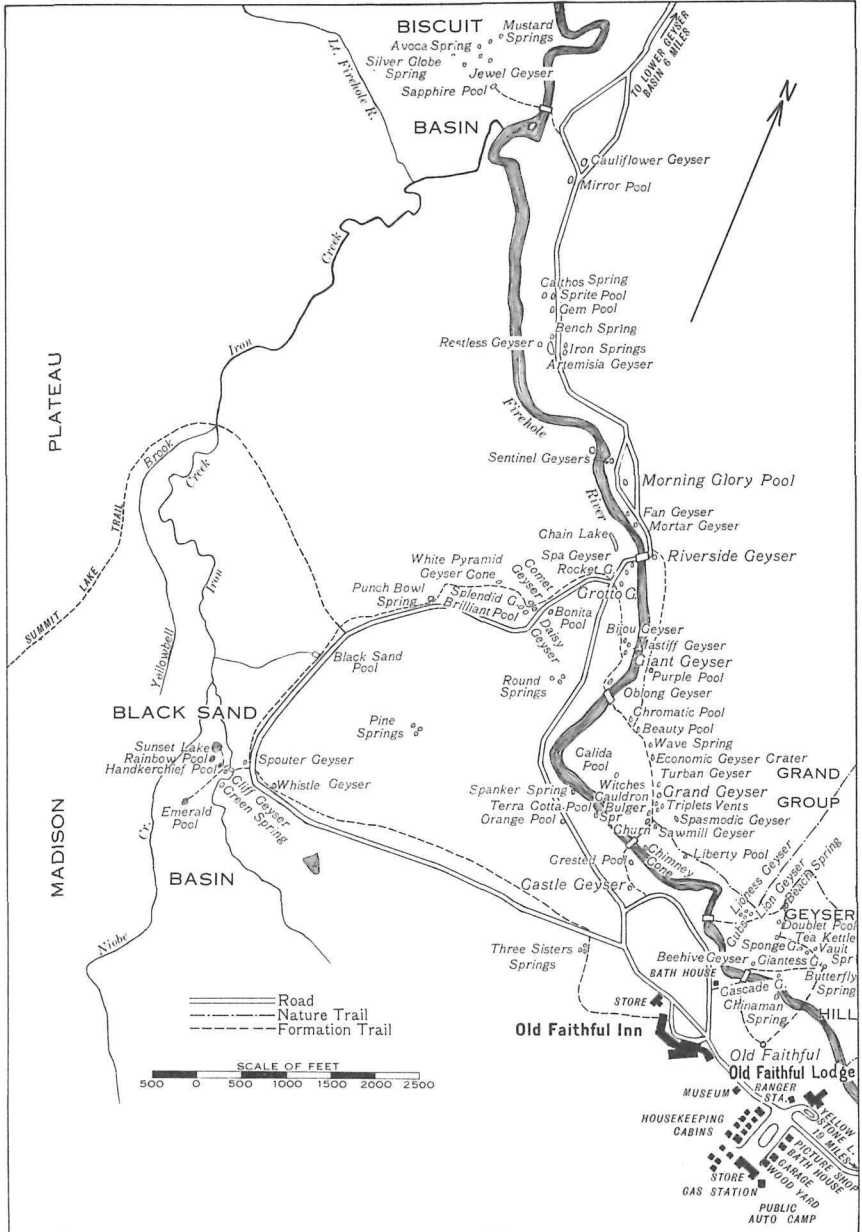 BISCUIT
Mustard
Springs
Avoca Spring
Silver Globe
Spring
Jewel Geyser
Sapphire Pool
BASIN
Lt. Firehole R.
TO LOWER GEYSER
BASIN 6 MILES
N
Cauliflower Geyser
Mirror Pool
Creek
Iron
Calthos Spring
Sprite Pool
Gem Pool
Bench Spring
Restless Geyser
Iron Springs
Artemisia Geyser
PLATEAU
Firehole
River
Sentinel Geysers
Morning Glory Pool
Fan Geyser
Mortar Geyser
Brook
Creek
SUMMIT LAKE TRAIL
Chain Lake
Spa Geyser
Rocket G.
Riverside Geyser
Grotto G.
White Pyramid
Geyser Cone
Comet
Geyser
Punch Bowl
Spring
Splendid G.
Brilliant Pool
Daisy
Geyser
Bonita
Pool
Iron
Yellowbell
Black Sand
Pool
Bijou Geyser
Mastiff Geyser
Giant Geyser
Purple Pool
Round
Springs
Oblong Geyser
Chromatic Pool
Beauty Pool
BLACK SAND
Pine
Springs
Sunset Lake
Rainbow Pool
Handkerchief Pool
Spouter Geyser
Whistle Geyser
Cliff Geyser
Green Spring
Emerald
Pool
Wave Spring
Economic Geyser Crater
Calida
Pool
Turban Geyser
GRAND
Spanker Spring
Witches
Cauldron
Grand Geyser
GROUP
Terra Cotta Pool
Bulger
Spr
Triplets Vents
Orange Pool
Spasmodic Geyser
Churn
Sawmill Geyser
MADISON
Cr.
BASIN
Niobe
Crested Pool
Chimney
Cone
Liberty Pool
Castle Geyser
Lioness Geyser
Lion Geyser
Cubs
Beach Spring
GEYSER
Doublet Pool
Tea Kettle
Sponge G.
Vault
Spr
Three Sisters
Springs
Beehive Geyser
Giantess G.
BATH HOUSE
Butterfly
Spring
Cascade G.
Chinaman
Spring
HILL
STORE
Old Faithful Inn
Old Faithful
Old Faithful Lodge
Road
Nature Trail
Formation Trail
SCALE OF FEET
500 0 500 1000 1500 2000 2500
MUSEUM
RANGER
STA.
HOUSEKEEPING
CABINS
YELLOW
STONE L.
19 MILES
PICTURE SHOP
BATH HOUSE
GARAGE
WOOD YARD
STORE
GAS STATION
PUBLIC
AUTO CAMP